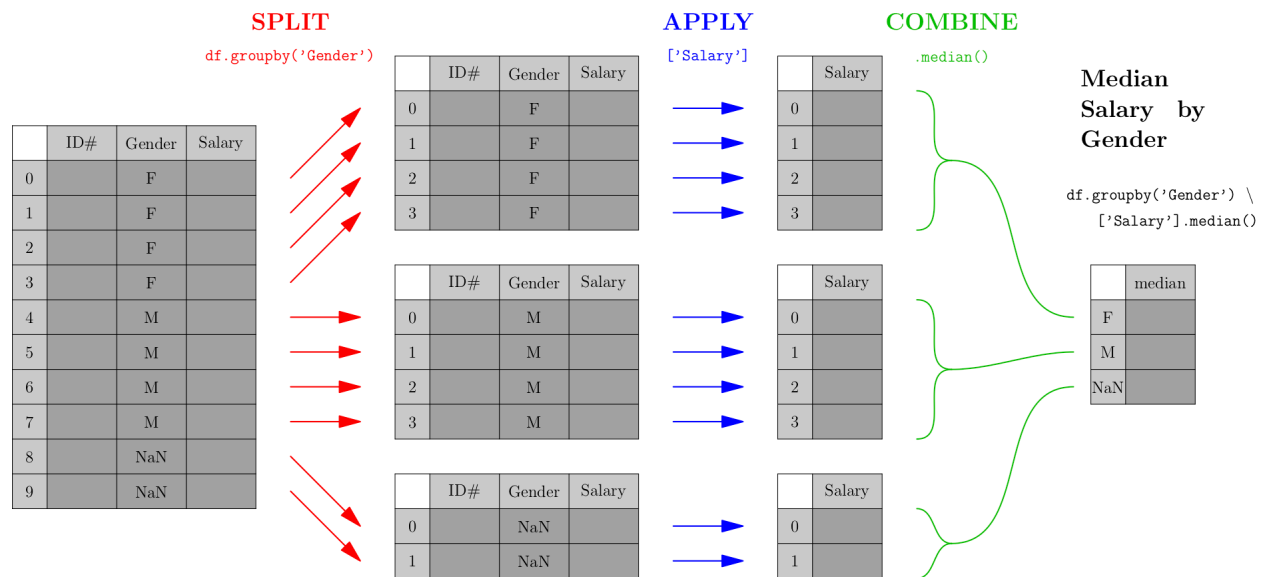 SPLIT
df.groupby('Gender')
APPLY
['Salary']
COMBINE
.median()
Median
Salary by
Gender
df.groupby('Gender') \
['Salary'].median()
ID# Gender Salary
0 F
1 F
2 F
3 F
4 M
5 M
6 M
7 M
8 NaN
9 NaN
ID# Gender Salary
0 F
1 F
2 F
3 F
ID# Gender Salary
0 M
1 M
2 M
3 M
ID# Gender Salary
0 NaN
1 NaN
Salary
0
1
2
3
Salary
0
1
2
3
Salary
0
1
median
F
M
NaN